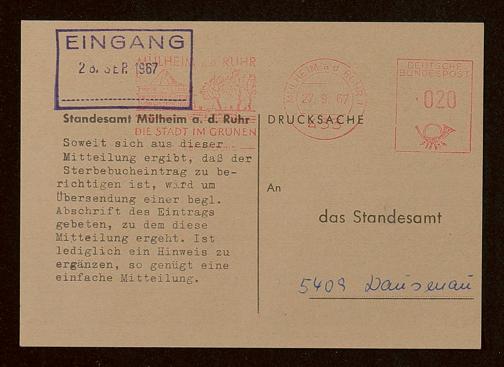 EINGANG
28. SEP. 1967
MÜLHEIM a.d. RUHR
DIE STADT IM GRÜNEN
MÜLHEIM a.d. RUHR
27.9.67
433
DEUTSCHE
BUNDESPOST
020
Standesamt Mülheim a. d. Ruhr
Soweit sich aus dieser
Mitteilung ergibt, daß der
Sterbebucheintrag zu be-
richtigen ist, wird um
Übersendung einer begl.
Abschrift des Eintrags
gebeten, zu dem diese
Mitteilung ergeht. Ist
lediglich ein Hinweis zu
ergänzen, so genügt eine
einfache Mitteilung.
DRUCKSACHE
An
das Standesamt
5409 Dausenau